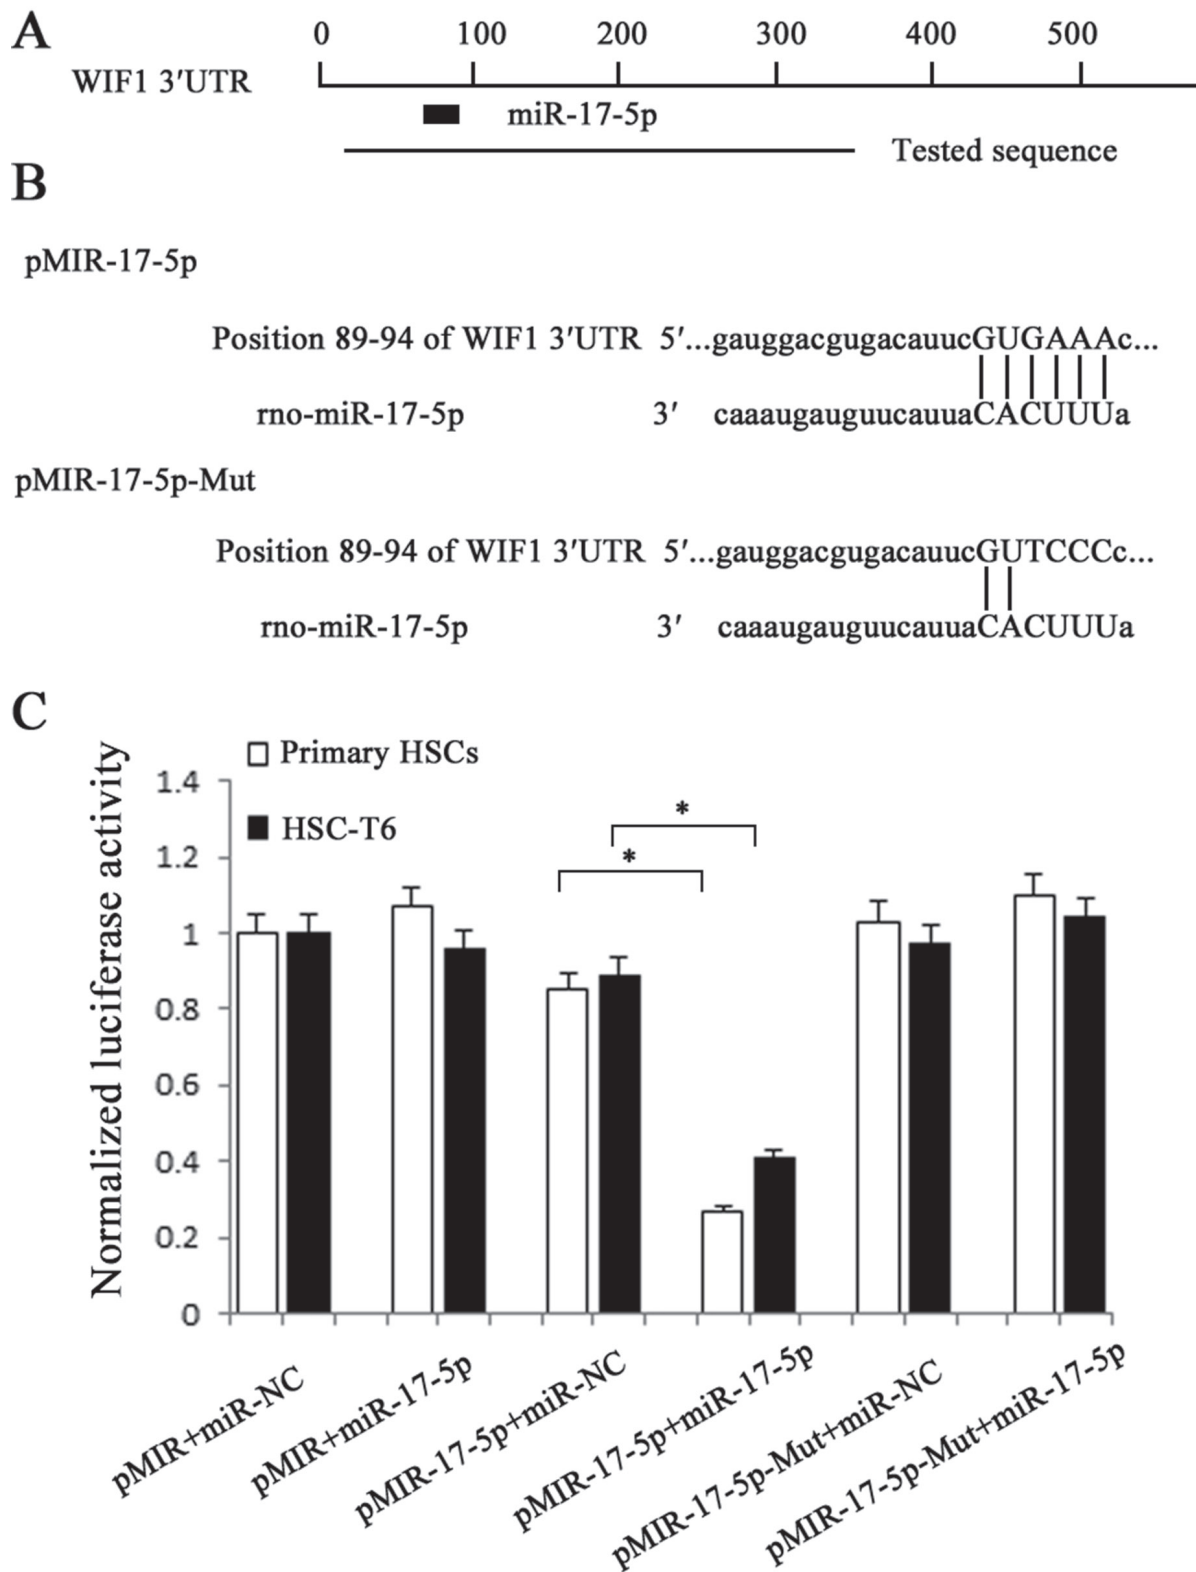 A
0 100 200 300 400 500
WIF1 3′UTR
miR-17-5p
Tested sequence
B
pMIR-17-5p
Position 89-94 of WIF1 3′UTR 5′...gauggacgugacauucGUGAAAc...
rno-miR-17-5p 3′ caaaugauguucauuaCACUUUa
pMIR-17-5p-Mut
Position 89-94 of WIF1 3′UTR 5′...gauggacgugacauucGUTCCCc...
rno-miR-17-5p 3′ caaaugauguucauuaCACUUUa
C
Normalized luciferase activity
Primary HSCs
HSC-T6
1.4
1.2
1
0.8
0.6
0.4
0.2
0
*
*
pMIR+miR-NC
pMIR+miR-17-5p
pMIR-17-5p+miR-NC
pMIR-17-5p+miR-17-5p
pMIR-17-5p-Mut+miR-NC
pMIR-17-5p-Mut+miR-17-5p